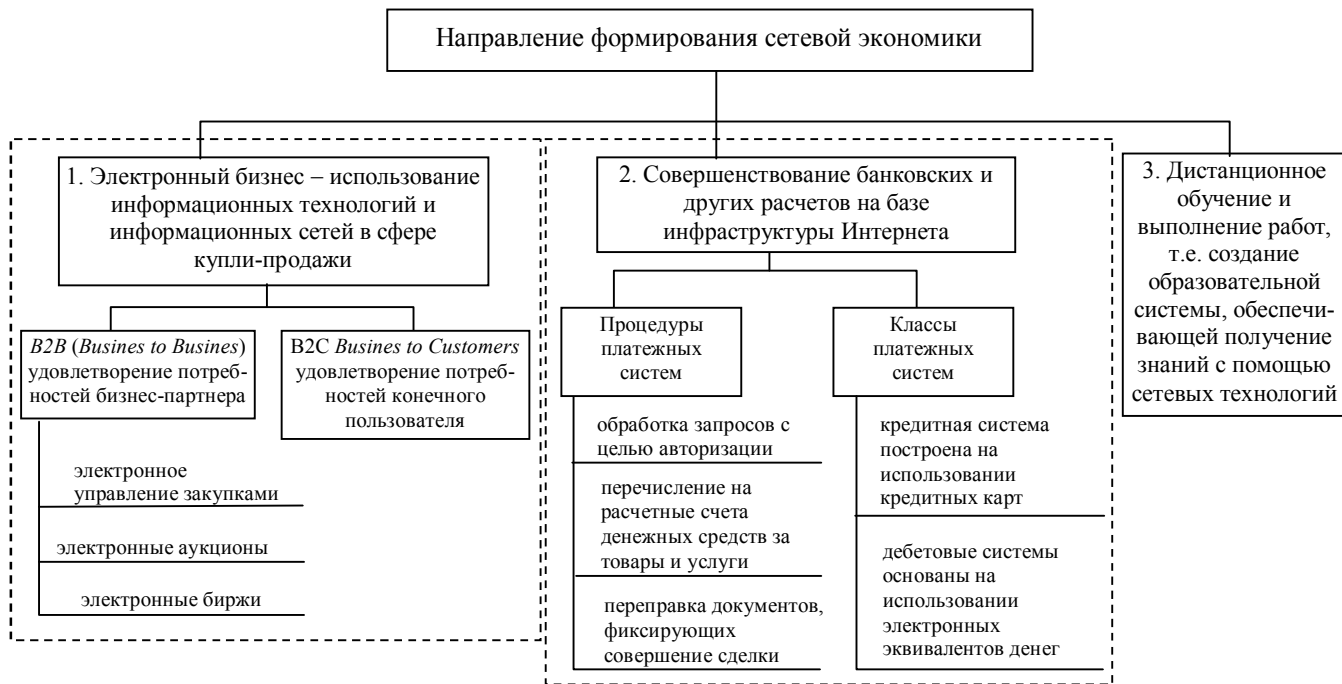 Направление формирования сетевой экономики
1. Электронный бизнес – использование
информационных технологий и
информационных сетей в сфере
купли-продажи
B2B (Busines to Busines)
удовлетворение потреб-
ностей бизнес-партнера
электронное
управление закупками
электронные аукционы
электронные биржи
B2C Busines to Customers
удовлетворение потреб-
ностей конечного
пользователя
2. Совершенствование банковских и
других расчетов на базе
инфраструктуры Интернета
Процедуры
платежных
систем
обработка запросов с
целью авторизации
перечисление на
расчетные счета
денежных средств за
товары и услуги
переправка документов,
фиксирующих
совершение сделки
Классы
платежных
систем
кредитная система
построена на
использовании
кредитных карт
дебетовые системы
основаны на
использовании
электронных
эквивалентов денег
3. Дистанционное
обучение и
выполнение работ,
т.е. создание
образовательной
системы, обеспечи-
вающей получение
знаний с помощью
сетевых технологий